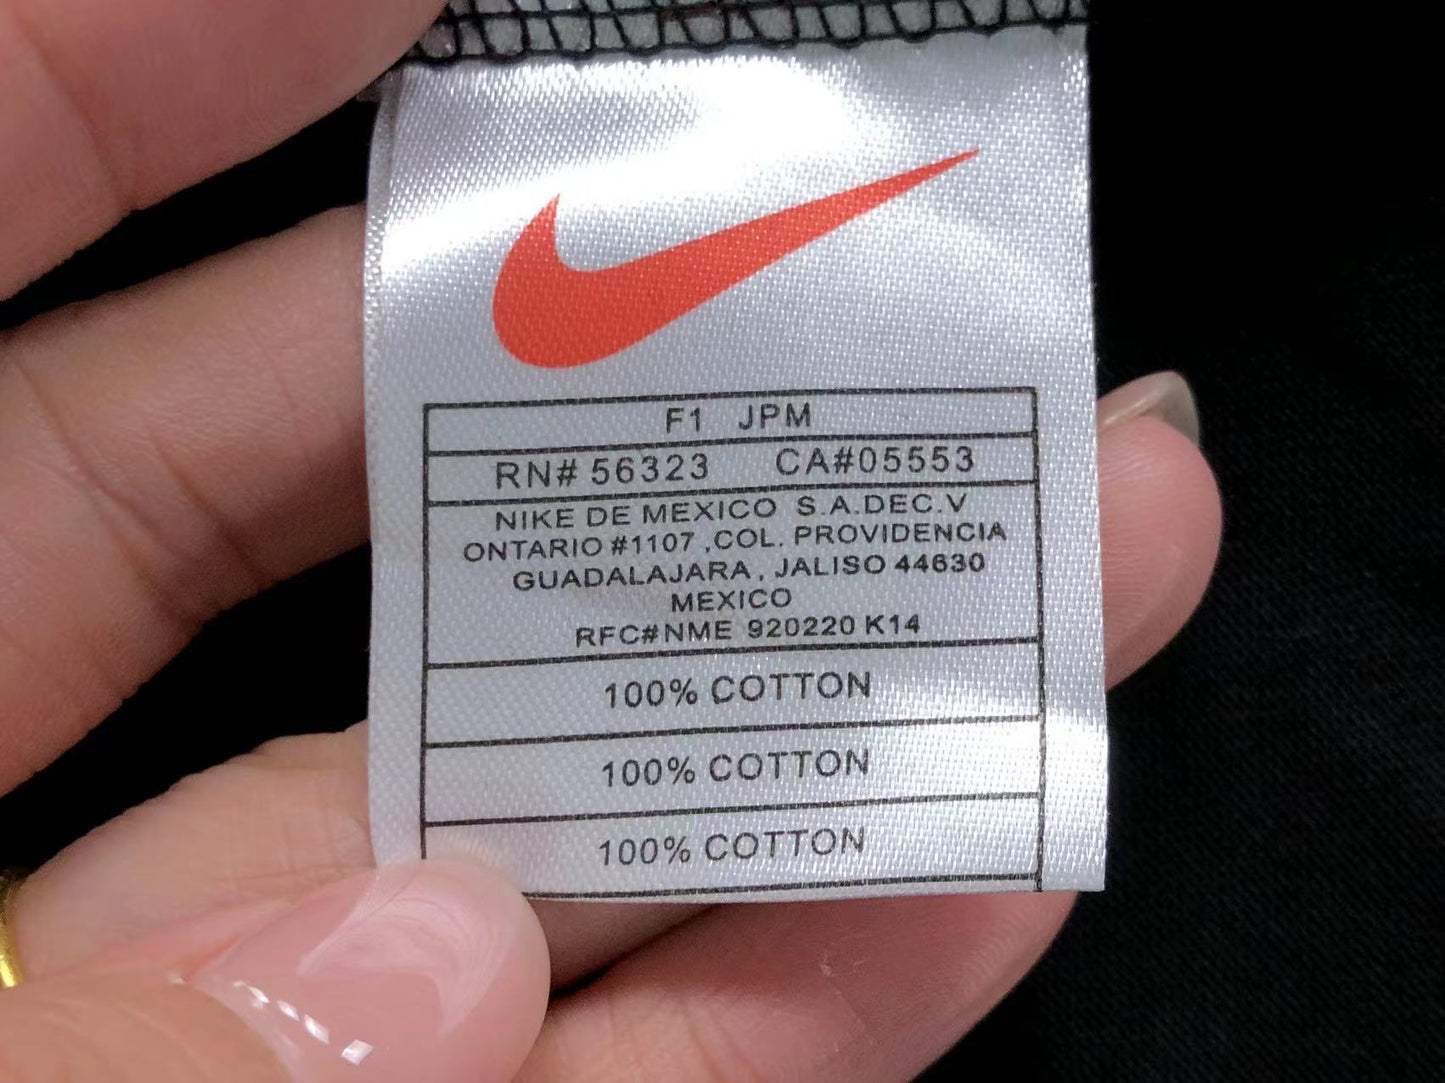 F1 JPM
RN# 56323 CA#05553
NIKE DE MEXICO S.A.DEC.V
ONTARIO #1107 ,COL. PROVIDENCIA
GUADALAJARA, JALISO 44630
MEXICO
RFC#NME 920220 K14
100% COTTON
100% COTTON
100% COTTON